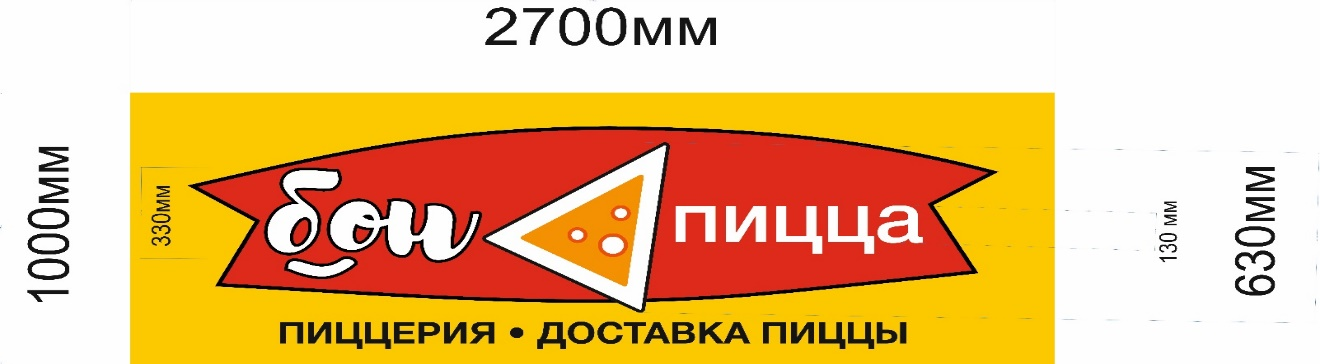 2700мм
1000мм
330мм
бон пицца
130 мм
630мм
ПИЦЦЕРИЯ • ДОСТАВКА ПИЦЦЫ